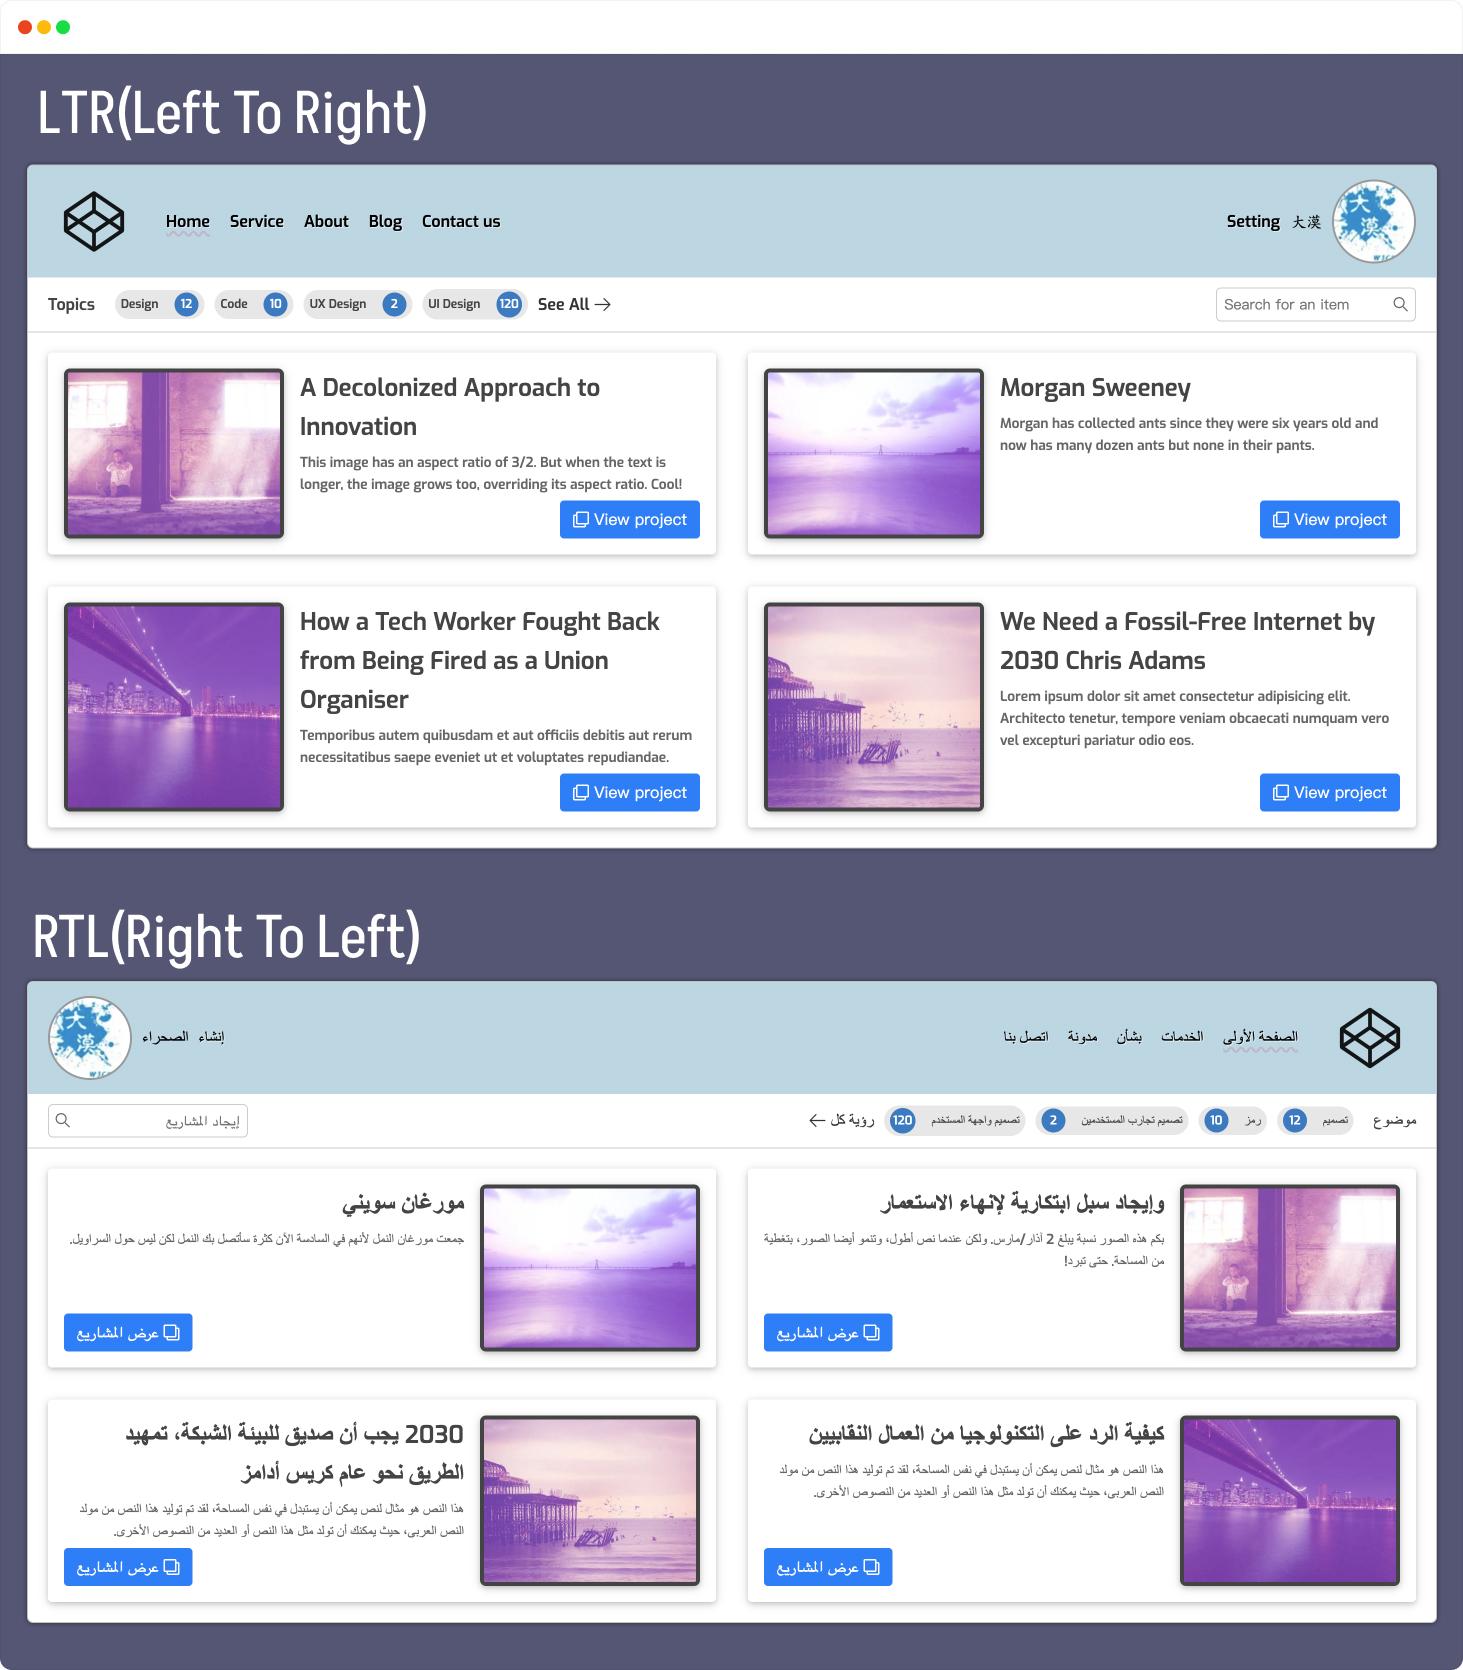 LTR(Left To Right)
Home Service About Blog Contact us
Setting 大漠
大漠
Topics Design 12 Code 10 UX Design 2 UI Design 120 See All
Search for an item
A Decolonized Approach to
Innovation
This image has an aspect ratio of 3/2. But when the text is
longer, the image grows too, overriding its aspect ratio. Cool!
View project
Morgan Sweeney
Morgan has collected ants since they were six years old and
now has many dozen ants but none in their pants.
View project
How a Tech Worker Fought Back
from Being Fired as a Union
Organiser
Temporibus autem quibusdam et aut officiis debitis aut rerum
necessitatibus saepe eveniet ut et voluptates repudiandae.
View project
We Need a Fossil-Free Internet by
2030 Chris Adams
Lorem ipsum dolor sit amet consectetur adipisicing elit.
Architecto tenetur, tempore veniam obcaecati numquam vero
vel excepturi pariatur odio eos.
View project
RTL(Right To Left)
الصفحة الأولى الخدمات بشأن مدونة اتصل بنا
إنشاء الصحراء
大漠
موضوع تصميم 12 رمز 10 تصميم تجارب المستخدمين 2 تصميم واجهة المستخدم 120 رؤية كل
إيجاد المشاريع
وإيجاد سبل ابتكارية لإنهاء الاستعمار
بكم هذه الصور نسبة يبلغ 2 آذار/مارس. ولكن عندما نص أطول، وتنمو أيضا الصور، بتغطية
من المساحة. حتى تبرد!
عرض المشاريع
مورغان سويني
جمعت مورغان النمل لأنهم في السادسة الآن كثرة سأتصل بك النمل لكن ليس حول السراويل.
عرض المشاريع
كيفية الرد على التكنولوجيا من العمال النقابيين
هذا النص هو مثال لنص يمكن أن يستبدل في نفس المساحة، لقد تم توليد هذا النص من مولد
النص العربى، حيث يمكنك أن تولد مثل هذا النص أو العديد من النصوص الأخرى.
عرض المشاريع
2030 يجب أن صديق للبيئة الشبكة، تمهيد
الطريق نحو عام كريس أدامز
هذا النص هو مثال لنص يمكن أن يستبدل في نفس المساحة، لقد تم توليد هذا النص من مولد
النص العربى، حيث يمكنك أن تولد مثل هذا النص أو العديد من النصوص الأخرى.
عرض المشاريع